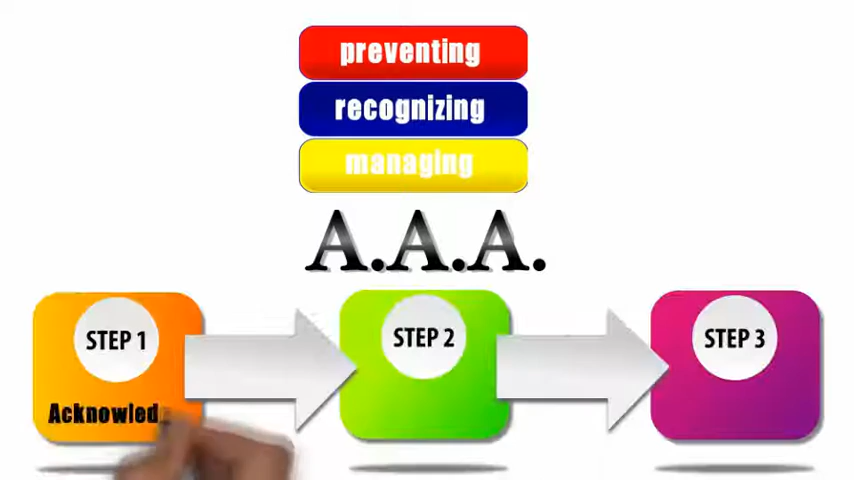 preventing
recognizing
managing
A.A.A.
STEP 1
STEP 2
STEP 3
Acknowled